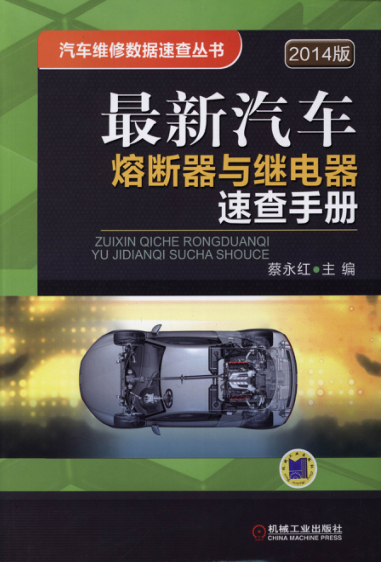 汽车维修数据速查丛书
2014版
最新汽车
熔断器与继电器
速查手册
ZUIXIN QICHE RONGDUANQI
YU JIDIANQI SUCHA SHOUCE
蔡永红●主 编
机械工业出版社
CHINA MACHINE PRESS